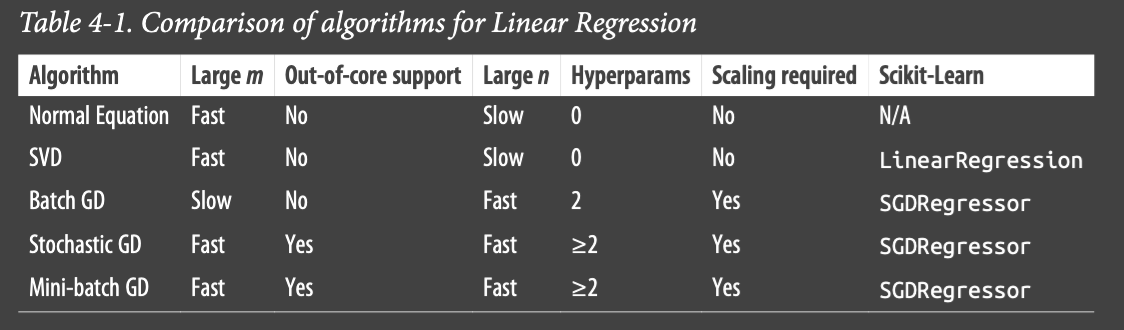 Table 4-1. Comparison of algorithms for Linear Regression
Algorithm Large m Out-of-core support Large n Hyperparams Scaling required Scikit-Learn
Normal Equation Fast No Slow 0 No N/A
SVD Fast No Slow 0 No LinearRegression
Batch GD Slow No Fast 2 Yes SGDRegressor
Stochastic GD Fast Yes Fast ≥2 Yes SGDRegressor
Mini-batch GD Fast Yes Fast ≥2 Yes SGDRegressor